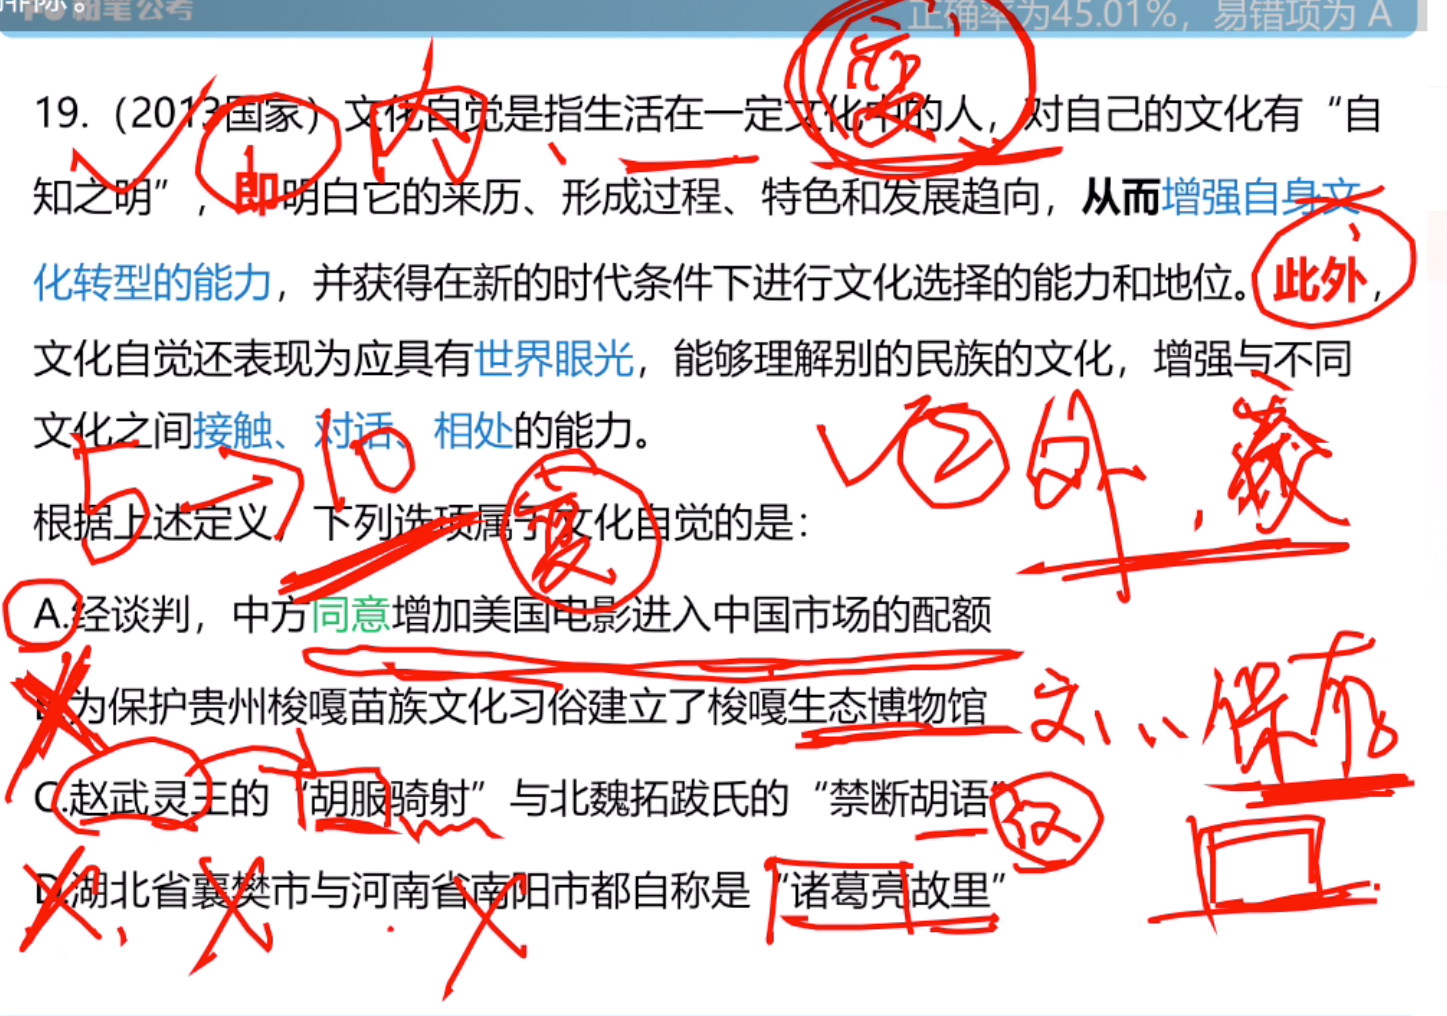 粉笔公考
正确率为45.01%，易错项为 A
19.（2013国家）文化自觉是指生活在一定文化中的人，对自己的文化有“自
知之明”，即明白它的来历、形成过程、特色和发展趋向，从而增强自身文
化转型的能力，并获得在新的时代条件下进行文化选择的能力和地位。此外，
文化自觉还表现为应具有世界眼光，能够理解别的民族的文化，增强与不同
文化之间接触、对话、相处的能力。
5 10
根据上述定义，下列选项属于文化自觉的是：
A.经谈判，中方同意增加美国电影进入中国市场的配额
B.为保护贵州梭嘎苗族文化习俗建立了梭嘎生态博物馆
C.赵武灵王的“胡服骑射”与北魏拓跋氏的“禁断胡语”
D.湖北省襄樊市与河南省南阳市都自称是“诸葛亮故里”